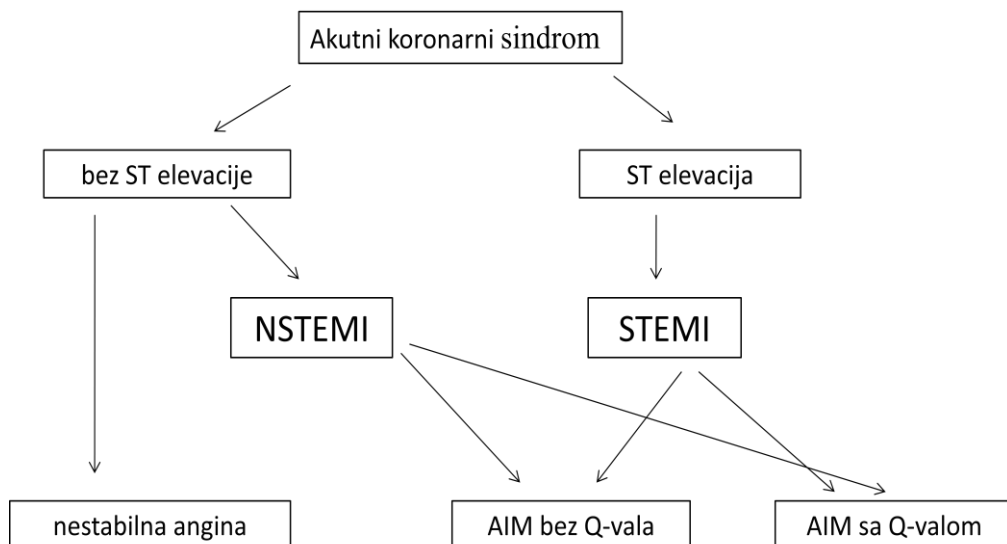 Akutni koronarni sindrom
bez ST elevacije
ST elevacija
NSTEMI
STEMI
nestabilna angina
AIM bez Q-vala
AIM sa Q-valom